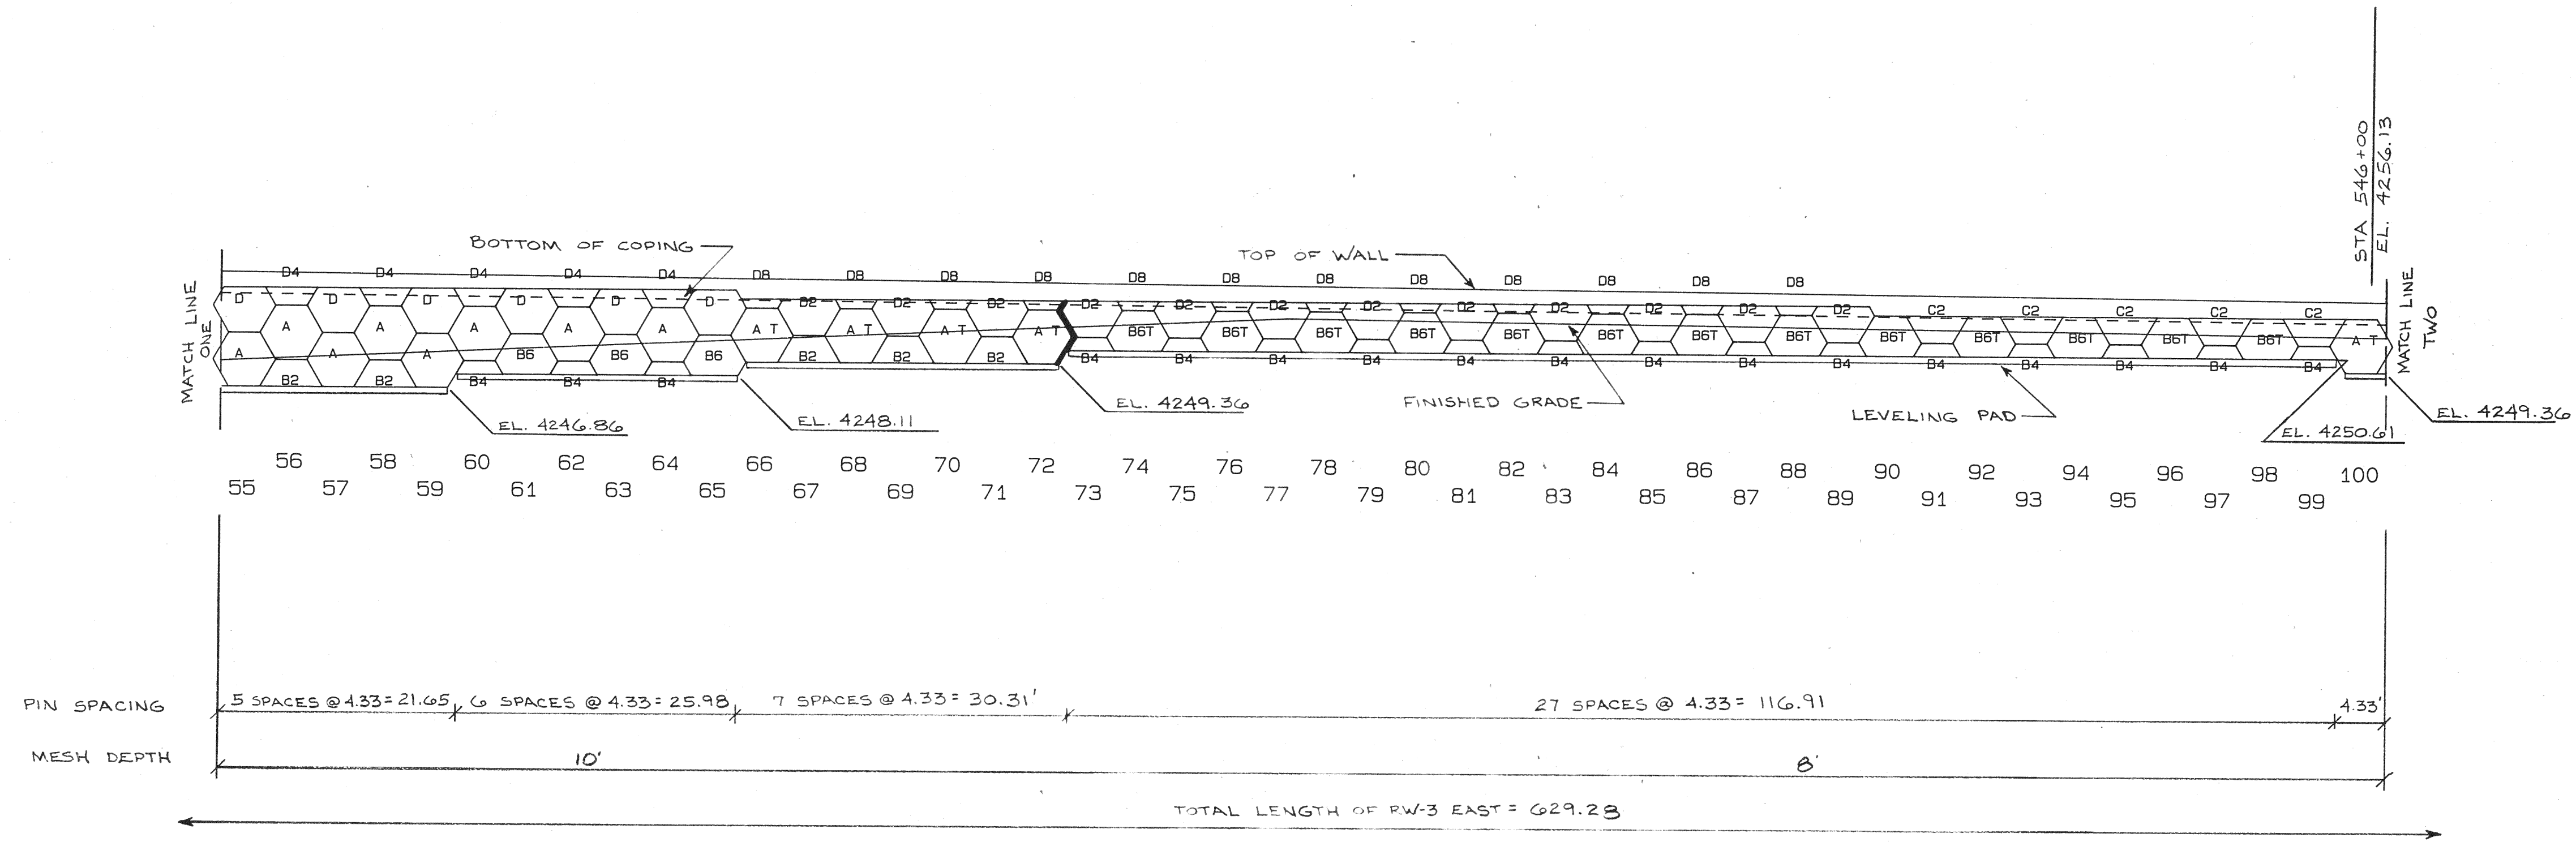 STA 546+00
EL. 4256.13
BOTTOM OF COPING
TOP OF WALL
MATCH LINE
ONE
MATCH LINE
TWO
D4 D4 D4 D4 D4 D8 D8 D8 D8 D8 D8 D8 D8 D8 D8 D8 D8
D D D D D D D2 D2 D2 D2 D2 D2 D2 D2 D2 D2 D2 D2 C2 C2 C2 C2 C2
A A A A A A T A T A T A T B6T B6T B6T B6T B6T B6T B6T B6T B6T B6T B6T B6T B6T A T
A A A B6 B6 B6 B2 B2 B2 B4 B4 B4 B4 B4 B4 B4 B4 B4 B4 B4 B4 B4 B4
B2 B2 B4 B4 B4
EL. 4246.86
EL. 4248.11
EL. 4249.36
FINISHED GRADE
LEVELING PAD
EL. 4250.61
EL. 4249.36
56 58 60 62 64 66 68 70 72 74 76 78 80 82 84 86 88 90 92 94 96 98 100
55 57 59 61 63 65 67 69 71 73 75 77 79 81 83 85 87 89 91 93 95 97 99
PIN SPACING
5 SPACES @ 4.33= 21.65
6 SPACES @ 4.33= 25.98
7 SPACES @ 4.33= 30.31'
27 SPACES @ 4.33= 116.91
4.33'
MESH DEPTH
10'
8'
TOTAL LENGTH OF RW-3 EAST = 629.28